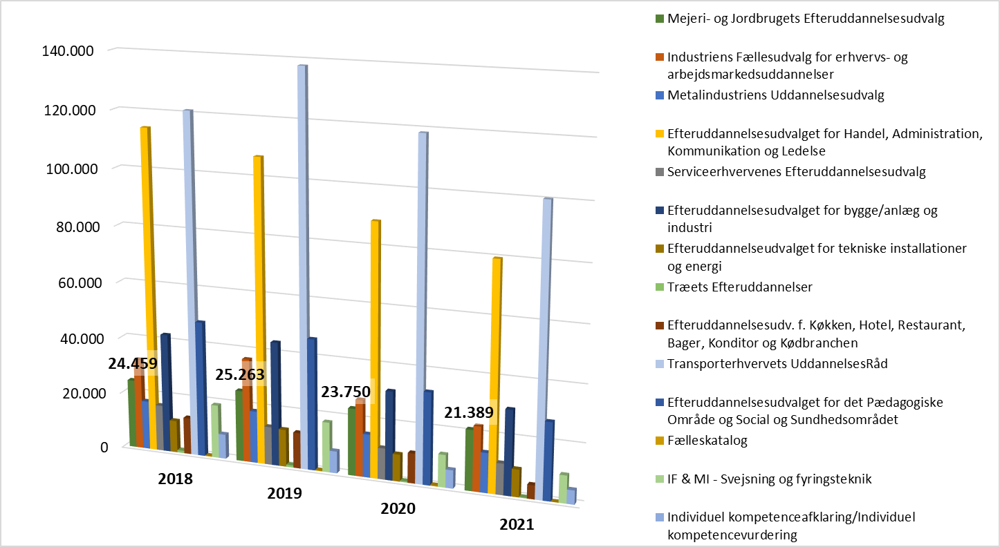 140.000
120.000
100.000
80.000
60.000
40.000
20.000
0
24.459
25.263
23.750
21.389
2018
2019
2020
2021
Mejeri- og Jordbrugets Efteruddannelsesudvalg
Industriens Fællesudvalg for erhvervs- og
arbejdsmarkedsuddannelser
Metalindustriens Uddannelsesudvalg
Efteruddannelsesudvalget for Handel, Administration,
Kommunikation og Ledelse
Serviceerhvervenes Efteruddannelsesudvalg
Efteruddannelsesudvalget for bygge/anlæg og
industri
Efteruddannelseudvalget for tekniske installationer
og energi
Træets Efteruddannelser
Efteruddannelsesudv. f. Køkken, Hotel, Restaurant,
Bager, Konditor og Kødbranchen
Transporterhvervets UddannelsesRåd
Efteruddannelsesudvalget for det Pædagogiske
Område og Social og Sundhedsområdet
Fælleskatalog
IF & MI - Svejsning og fyringsteknik
Individuel kompetenceafklaring/Individuel
kompetencevurdering